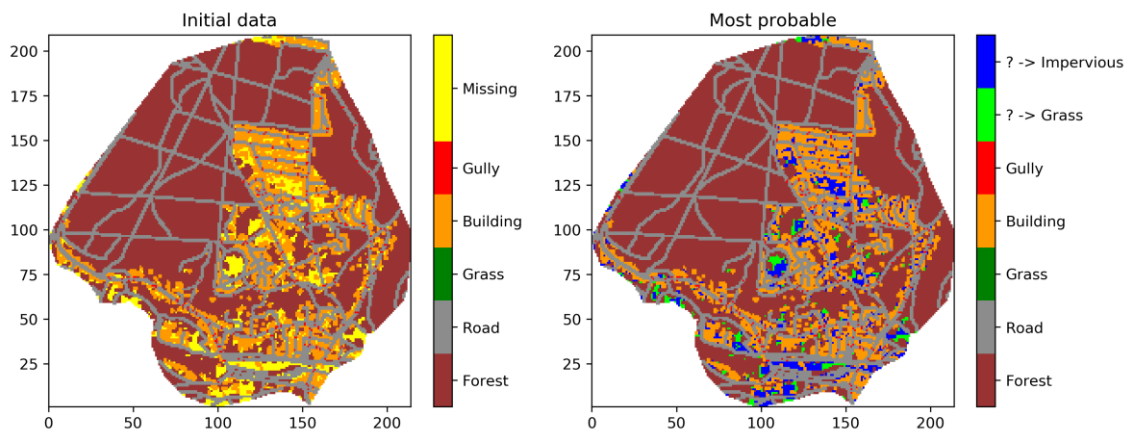 Initial data
200
175
150
125
100
75
50
25
0
50
100
150
200
Missing
Gully
Building
Grass
Road
Forest
Most probable
200
175
150
125
100
75
50
25
0
50
100
150
200
? -> Impervious
? -> Grass
Gully
Building
Grass
Road
Forest